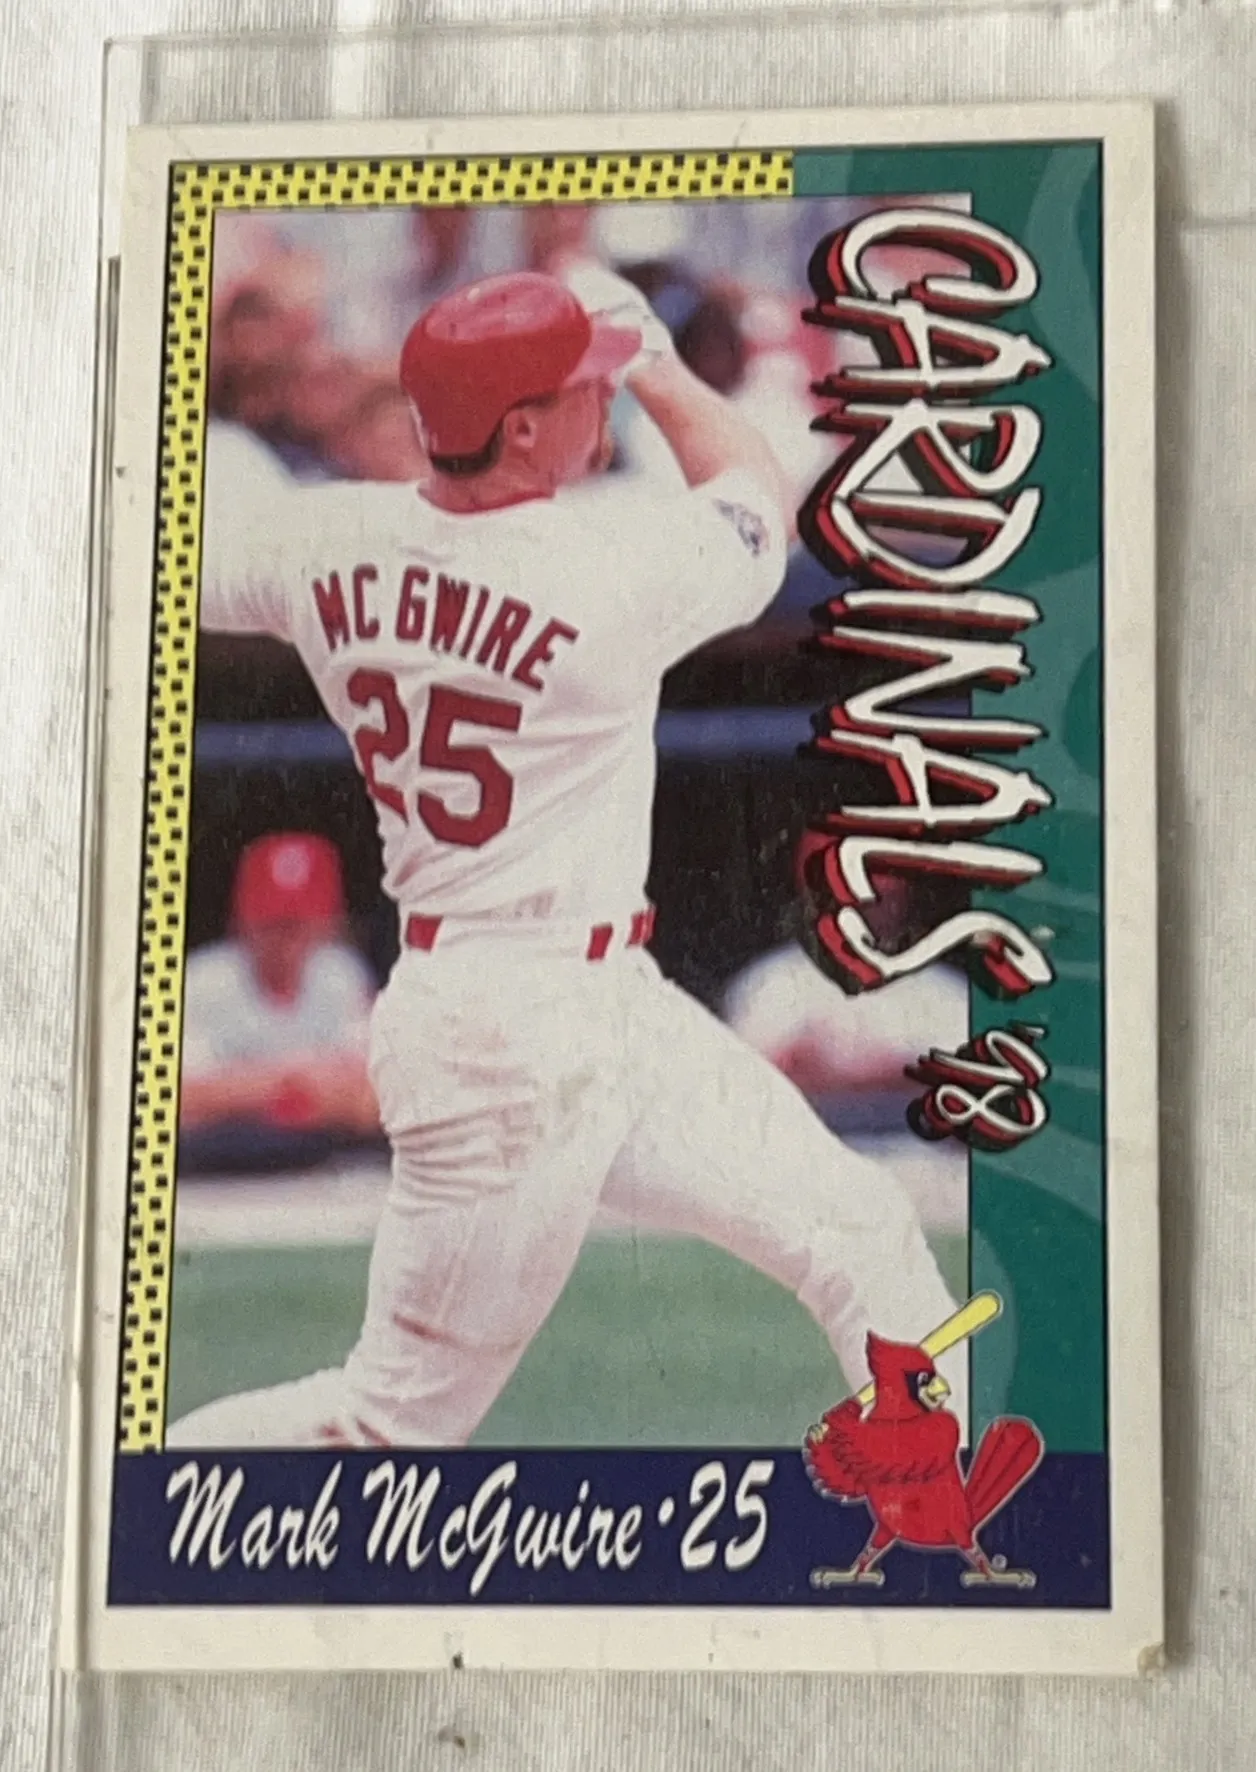 CARDINALS '98
MC GWIRE
25
Mark McGwire • 25